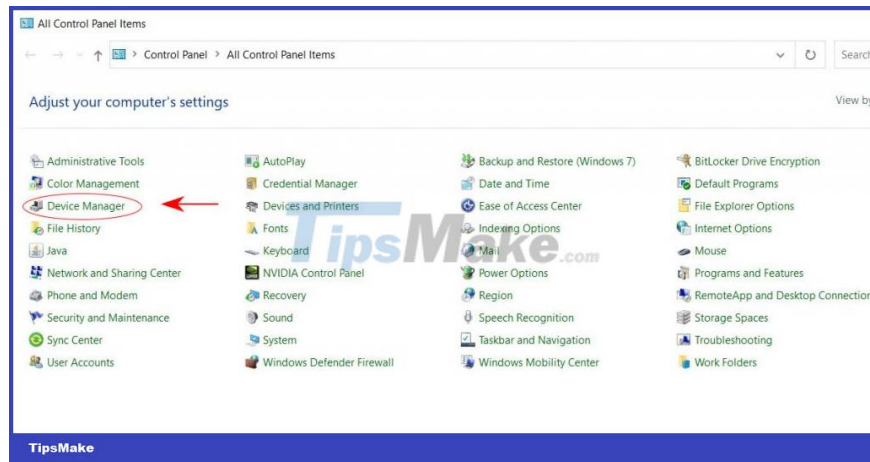 All Control Panel Items
Control Panel > All Control Panel Items
Search
Adjust your computer's settings
View by
Administrative Tools
AutoPlay
Backup and Restore (Windows 7)
BitLocker Drive Encryption
Color Management
Credential Manager
Date and Time
Default Programs
Device Manager
Devices and Printers
Ease of Access Center
File Explorer Options
File History
Fonts
Indexing Options
Internet Options
Java
Keyboard
Mail
Mouse
Network and Sharing Center
NVIDIA Control Panel
Power Options
Programs and Features
Phone and Modem
Recovery
Region
RemoteApp and Desktop Connection
Security and Maintenance
Sound
Speech Recognition
Storage Spaces
Sync Center
System
Taskbar and Navigation
Troubleshooting
User Accounts
Windows Defender Firewall
Windows Mobility Center
Work Folders
TipsMake.com
TipsMake